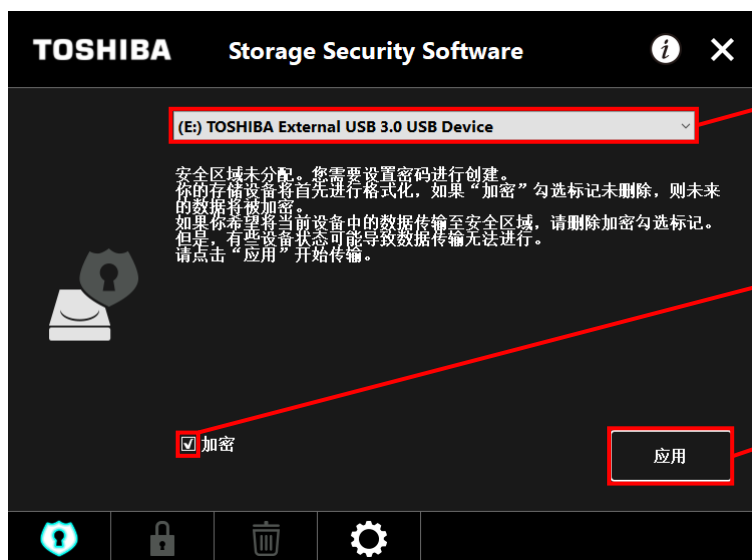 TOSHIBA Storage Security Software
(E:) TOSHIBA External USB 3.0 USB Device
安全区域未分配。您需要设置密码进行创建。
你的存储设备将首先进行格式化，如果“加密”勾选标记未删除，则未来
的数据将被加密。
如果你希望将当前设备中的数据传输至安全区域，请删除加密勾选标记。
但是，有些设备状态可能导致数据传输无法进行。
请点击“应用”开始传输。
加密
应用